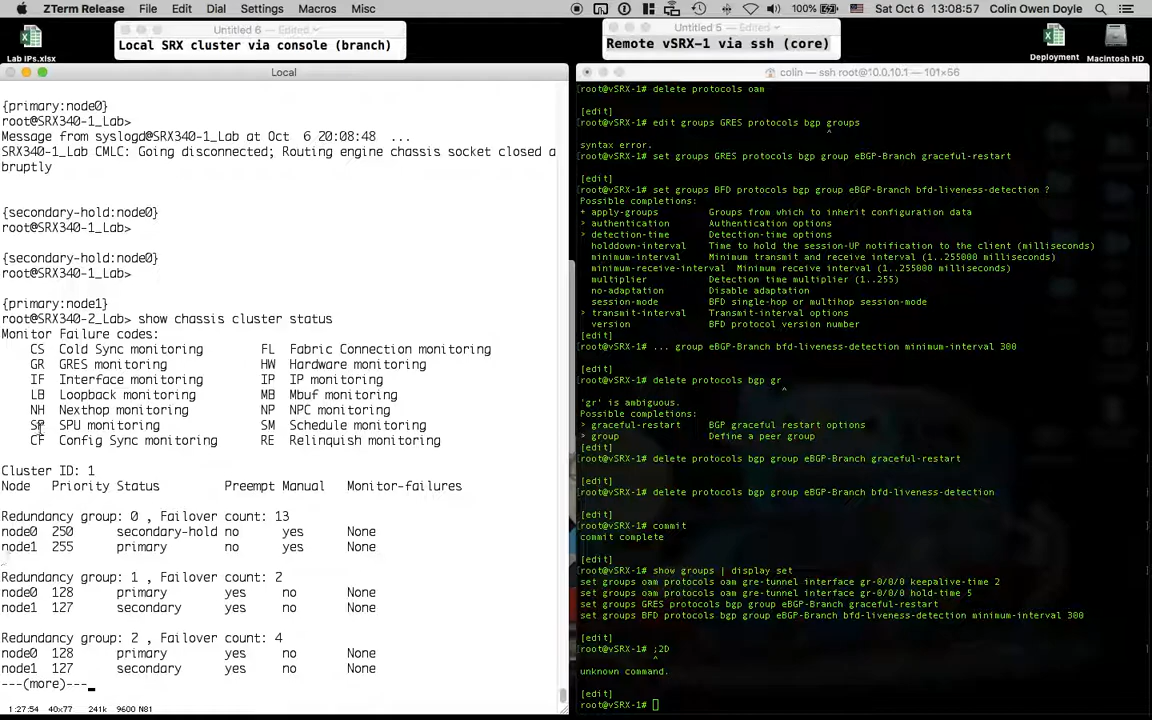 ZTerm Release File Edit Dial Settings Macros Misc 100% Sat Oct 6 13:08:57 Colin Owen Doyle
Untitled 6 — Edited
Local SRX cluster via console (branch)
Untitled 5 — Edited
Remote vSRX-1 via ssh (core)
Lab IPs.xlsx
Deployment
Macintosh HD
Local
{primary:node0}
root@SRX340-1_Lab>
Message from syslogd@SRX340-1_Lab at Oct  6 20:08:48  ...
SRX340-1_Lab CMLC: Going disconnected; Routing engine chassis socket closed a
bruptly
{secondary-hold:node0}
root@SRX340-1_Lab>
{secondary-hold:node0}
root@SRX340-1_Lab>
{primary:node1}
root@SRX340-2_Lab> show chassis cluster status
Monitor Failure codes:
CS  Cold Sync monitoring        FL  Fabric Connection monitoring
GR  GRES monitoring             HW  Hardware monitoring
IF  Interface monitoring        IP  IP monitoring
LB  Loopback monitoring         MB  Mbuf monitoring
NH  Nexthop monitoring          NP  NPC monitoring
SP  SPU monitoring              SM  Schedule monitoring
CF  Config Sync monitoring      RE  Relinquish monitoring
Cluster ID: 1
Node   Priority Status         Preempt Manual   Monitor-failures
Redundancy group: 0 , Failover count: 13
node0  250      secondary-hold no      yes      None
node1  255      primary        no      yes      None
Redundancy group: 1 , Failover count: 2
node0  128      primary        yes     no       None
node1  127      secondary      yes     no       None
Redundancy group: 2 , Failover count: 4
node0  128      primary        yes     no       None
node1  127      secondary      yes     no       None
---(more)---
1:27:54 40x77 241k 9600 N81
colin — ssh root@10.0.10.1 — 101×56
root@vSRX-1# delete protocols oam
[edit]
root@vSRX-1# edit groups GRES protocols bgp groups
^
syntax error.
root@vSRX-1# set groups GRES protocols bgp group eBGP-Branch graceful-restart
[edit]
root@vSRX-1# set groups BFD protocols bgp group eBGP-Branch bfd-liveness-detection ?
Possible completions:
+ apply-groups         Groups from which to inherit configuration data
> authentication       Authentication options
> detection-time       Detection-time options
holddown-interval    Time to hold the session-UP notification to the client (milliseconds)
minimum-interval     Minimum transmit and receive interval (1..255000 milliseconds)
minimum-receive-interval  Minimum receive interval (1..255000 milliseconds)
multiplier           Detection time multiplier (1..255)
no-adaptation        Disable adaptation
session-mode         BFD single-hop or multihop session-mode
> transmit-interval    Transmit-interval options
version              BFD protocol version number
[edit]
root@vSRX-1# ... group eBGP-Branch bfd-liveness-detection minimum-interval 300
[edit]
root@vSRX-1# delete protocols bgp gr
^
'gr' is ambiguous.
Possible completions:
> graceful-restart     BGP graceful restart options
> group                Define a peer group
[edit]
root@vSRX-1# delete protocols bgp group eBGP-Branch graceful-restart
[edit]
root@vSRX-1# delete protocols bgp group eBGP-Branch bfd-liveness-detection
[edit]
root@vSRX-1# commit
commit complete
[edit]
root@vSRX-1# show groups | display set
set groups oam protocols oam gre-tunnel interface gr-0/0/0 keepalive-time 2
set groups oam protocols oam gre-tunnel interface gr-0/0/0 hold-time 5
set groups GRES protocols bgp group eBGP-Branch graceful-restart
set groups BFD protocols bgp group eBGP-Branch bfd-liveness-detection minimum-interval 300
[edit]
root@vSRX-1# ;2D
^
unknown command.
[edit]
root@vSRX-1#